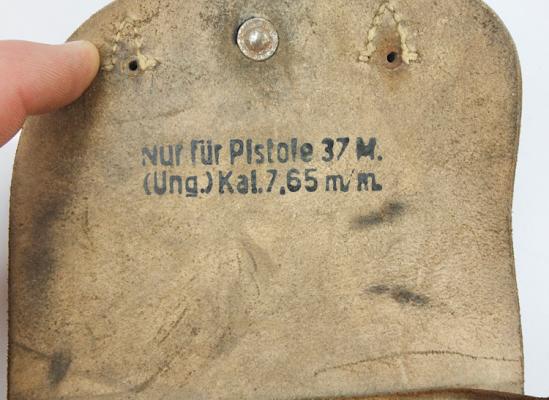 Nur für Pistole 37 M.
(Ung.) Kal. 7,65 m/m.